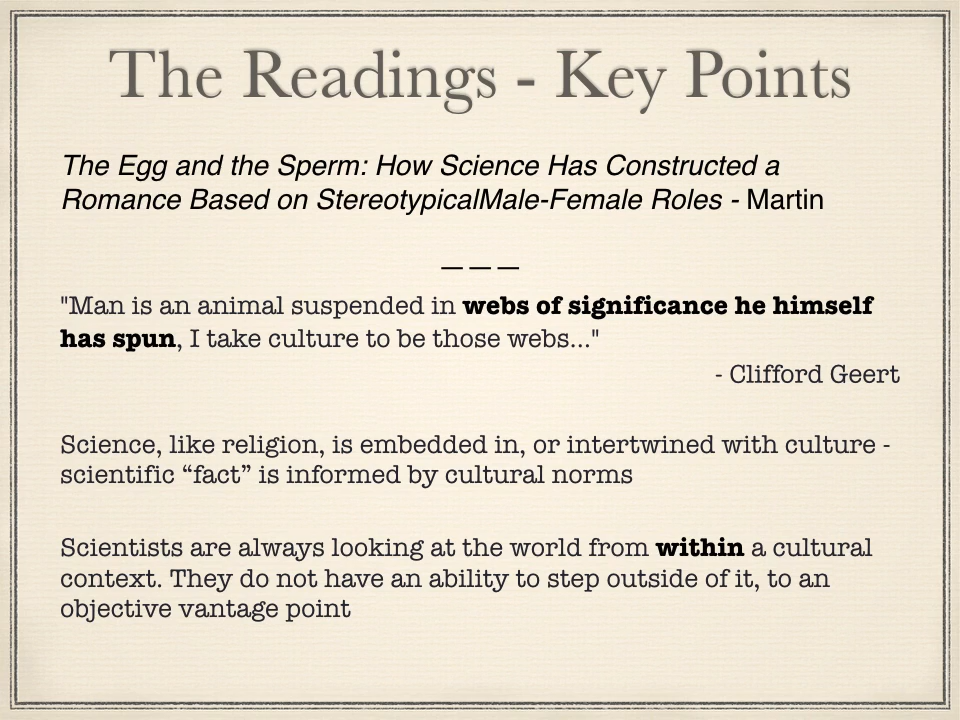 The Readings - Key Points
The Egg and the Sperm: How Science Has Constructed a
Romance Based on StereotypicalMale-Female Roles - Martin
———
"Man is an animal suspended in webs of significance he himself
has spun, I take culture to be those webs..."
- Clifford Geert
Science, like religion, is embedded in, or intertwined with culture -
scientific “fact” is informed by cultural norms
Scientists are always looking at the world from within a cultural
context. They do not have an ability to step outside of it, to an
objective vantage point